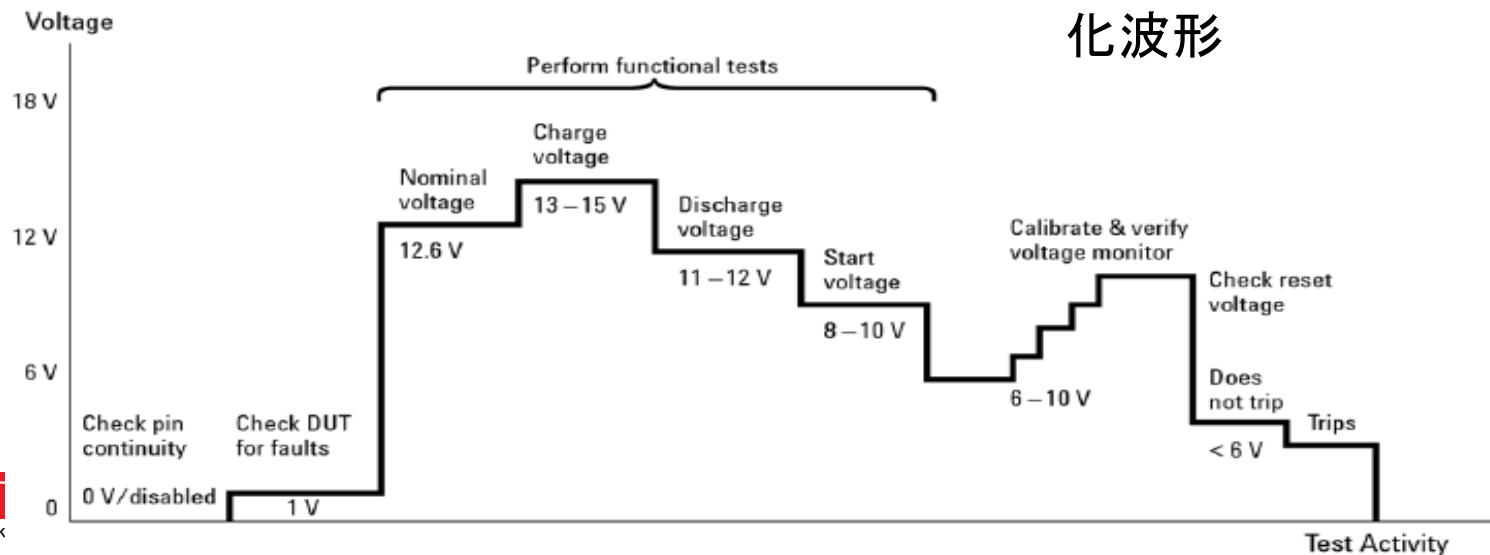 化波形
Voltage
Perform functional tests
18 V
Charge
voltage
Nominal
voltage
13 – 15 V
Discharge
voltage
12 V
12.6 V
Calibrate & verify
voltage monitor
Start
voltage
11 – 12 V
Check reset
voltage
8 – 10 V
6 V
Does
not trip
6 – 10 V
Check pin
continuity
Check DUT
for faults
Trips
< 6 V
0 V/disabled
1 V
0
k
Test Activity